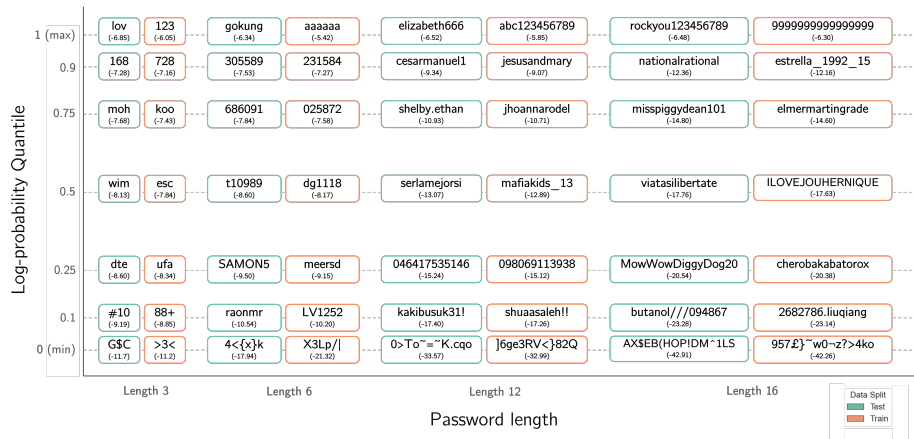 Log-probability Quantile
1 (max)
lov 123 gokung aaaaaa elizabeth666 abc123456789 rockyou123456789 9999999999999999
(-6.85) (-6.05) (-6.34) (-5.42) (-6.52) (-5.85) (-6.48) (-6.30)
0.9
168 728 305589 231584 cesarmanuel1 jesusandmary nationalrational estrella_1992_15
(-7.28) (-7.16) (-7.53) (-7.27) (-9.34) (-9.07) (-12.36) (-12.16)
0.75
moh koo 686091 025872 shelby.ethan jhoannarodel misspiggydean101 elmermartingrade
(-7.68) (-7.43) (-7.84) (-7.58) (-10.93) (-10.71) (-14.80) (-14.60)
0.5
wim esc t10989 dg1118 serlamejorsi mafiakids_13 viatasilibertate ILOVEJOUHERNIQUE
(-8.13) (-7.84) (-8.60) (-8.17) (-13.07) (-12.89) (-17.76) (-17.63)
0.25
dte ufa SAMON5 meersd 046417535146 098069113938 MowWowDiggyDog20 cherobakabatorox
(-8.60) (-8.34) (-9.50) (-9.15) (-15.24) (-15.12) (-20.54) (-20.38)
0.1
#10 88+ raonmr LV1252 kakibusuk31! shuaasaleh!! butanol///094867 2682786.liuqiang
(-9.19) (-8.85) (-10.54) (-10.20) (-17.40) (-17.26) (-23.28) (-23.14)
0 (min)
G$C >3< 4<{x}k X3Lp/| 0>To~=~K.cqo ]6ge3RV<}82Q AX$EB(HOP!DM^1LS 957£}~w0¬z?>4ko
(-11.7) (-11.2) (-17.94) (-21.32) (-33.57) (-32.99) (-42.91) (-42.26)
Length 3 Length 6 Length 12 Length 16
Password length
Data Split
Test
Train